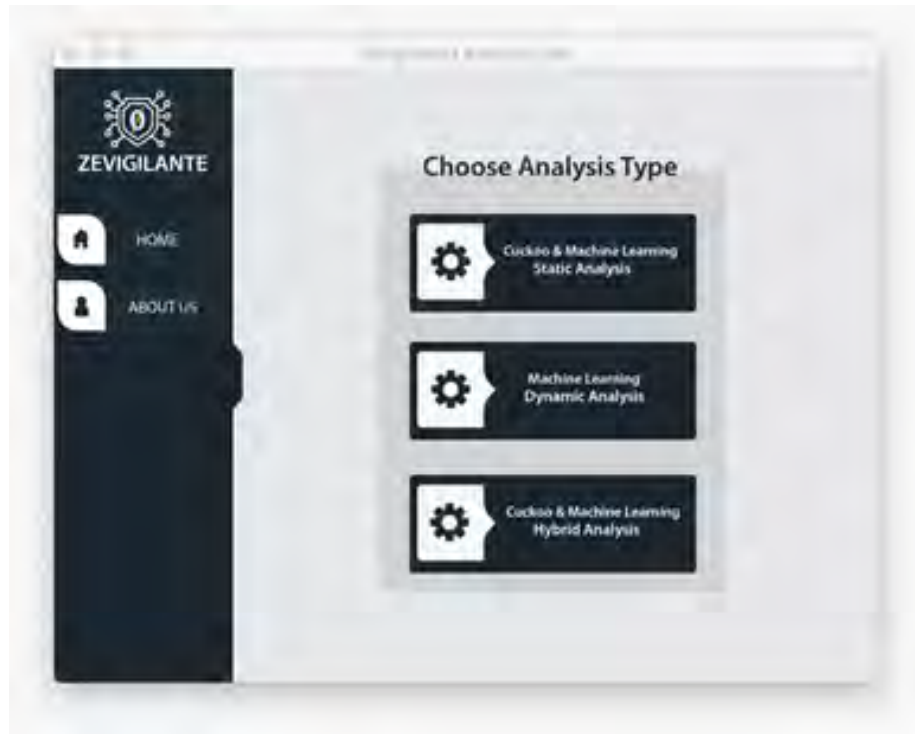 ZEVIGILANTE
HOME
ABOUT US
Choose Analysis Type
Cuckoo & Machine Learning
Static Analysis
Machine Learning
Dynamic Analysis
Cuckoo & Machine Learning
Hybrid Analysis